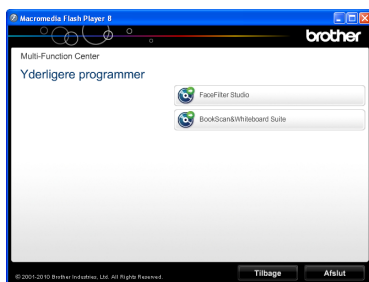 Macromedia Flash Player 8
brother
Multi-Function Center
Yderligere programmer
FaceFilter Studio
BookScan&Whiteboard Suite
© 2001-2010 Brother Industries, Ltd. All Rights Reserved.
Tilbage
Afslut